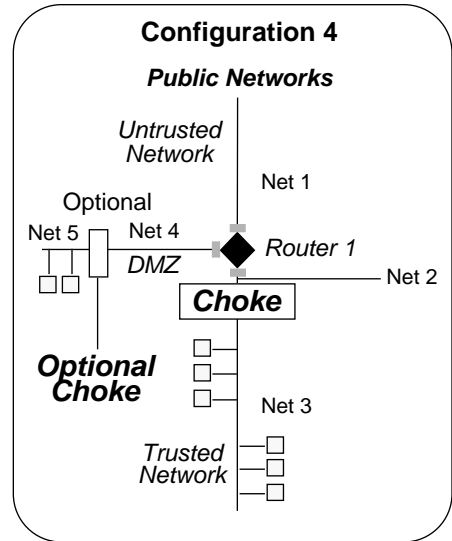 Configuration 4
Public Networks
Untrusted
Network
Net 1
Optional
Net 5
Net 4
DMZ
Router 1
Net 2
Choke
Optional
Choke
Net 3
Trusted
Network